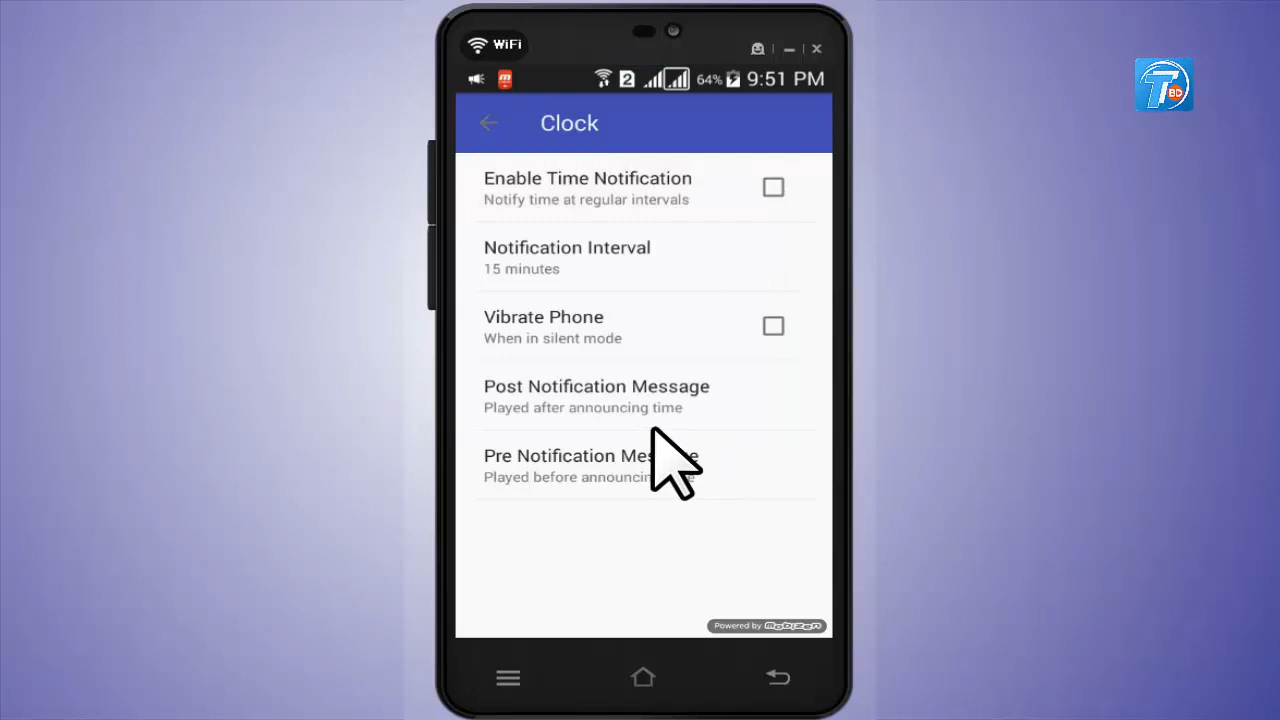 WiFi
2 64% 9:51 PM
T BD
Clock
Enable Time Notification
Notify time at regular intervals
Notification Interval
15 minutes
Vibrate Phone
When in silent mode
Post Notification Message
Played after announcing time
Pre Notification
Played before
Powered by mobizen